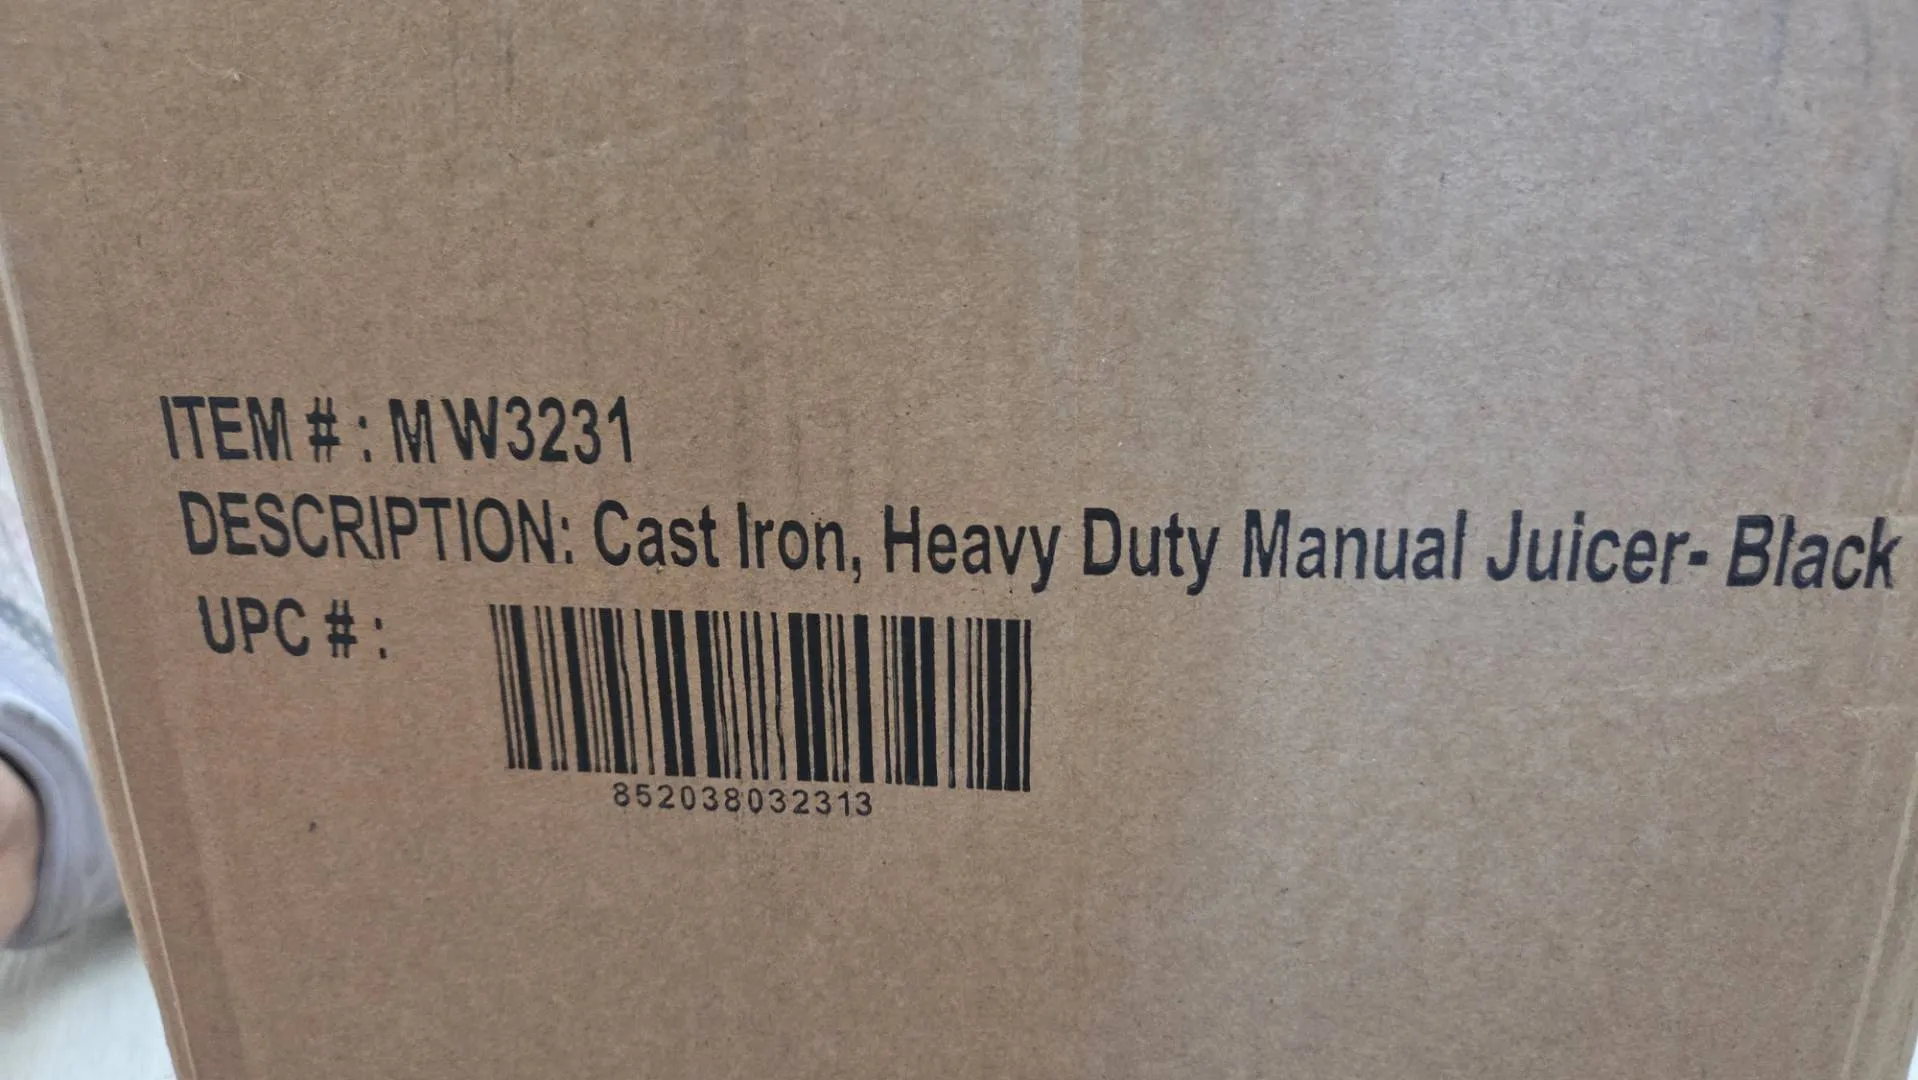 ITEM # : MW3231
DESCRIPTION: Cast Iron, Heavy Duty Manual Juicer- Black
UPC # :
852038032313